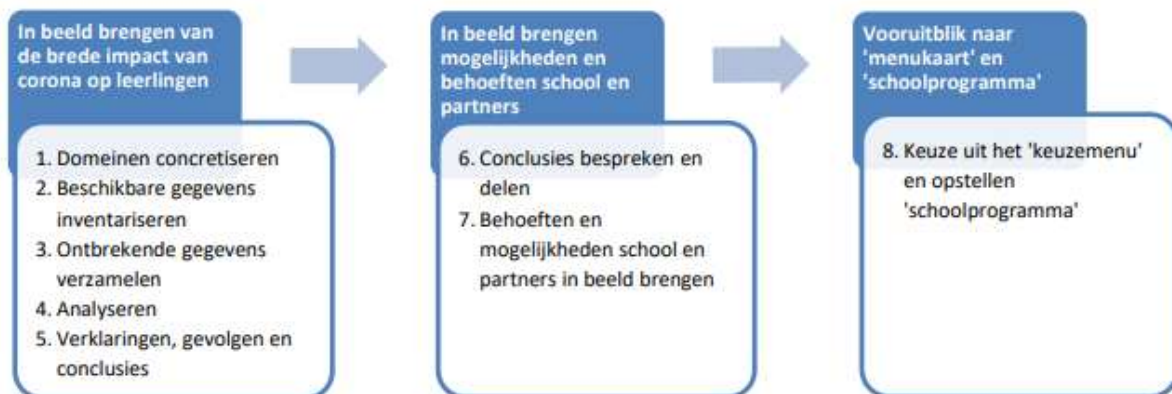 In beeld brengen van
de brede impact van
corona op leerlingen
1. Domeinen concretiseren
2. Beschikbare gegevens
inventariseren
3. Ontbrekende gegevens
verzamelen
4. Analyseren
5. Verklaringen, gevolgen en
conclusies
In beeld brengen
mogelijkheden en
behoeften school en
partners
6. Conclusies bespreken en
delen
7. Behoeften en
mogelijkheden school en
partners in beeld brengen
Vooruitblik naar
'menukaart' en
'schoolprogramma'
8. Keuze uit het 'keuzemenu'
en opstellen
'schoolprogramma'